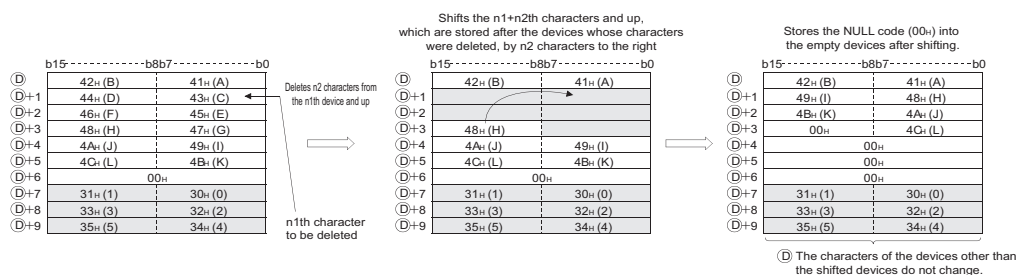 Shifts the n1+n2th characters and up,
which are stored after the devices whose characters
were deleted, by n2 characters to the right
Stores the NULL code (00H) into
the empty devices after shifting.
b15 b8b7 b0
D 42H (B) 41H (A)
D+1 44H (D) 43H (C)
D+2 46H (F) 45H (E)
D+3 48H (H) 47H (G)
D+4 4AH (J) 49H (I)
D+5 4CH (L) 4BH (K)
D+6 00H
D+7 31H (1) 30H (0)
D+8 33H (3) 32H (2)
D+9 35H (5) 34H (4)
Deletes n2 characters from
the n1th device and up
n1th character
to be deleted
b15 b8b7 b0
D 42H (B) 41H (A)
D+1
D+2
D+3 48H (H)
D+4 4AH (J) 49H (I)
D+5 4CH (L) 4BH (K)
D+6 00H
D+7 31H (1) 30H (0)
D+8 33H (3) 32H (2)
D+9 35H (5) 34H (4)
b15 b8b7 b0
D 42H (B) 41H (A)
D+1 49H (I) 48H (H)
D+2 4BH (K) 4AH (J)
D+3 00H 4CH (L)
D+4 00H
D+5 00H
D+6 00H
D+7 31H (1) 30H (0)
D+8 33H (3) 32H (2)
D+9 35H (5) 34H (4)
D The characters of the devices other than
the shifted devices do not change.